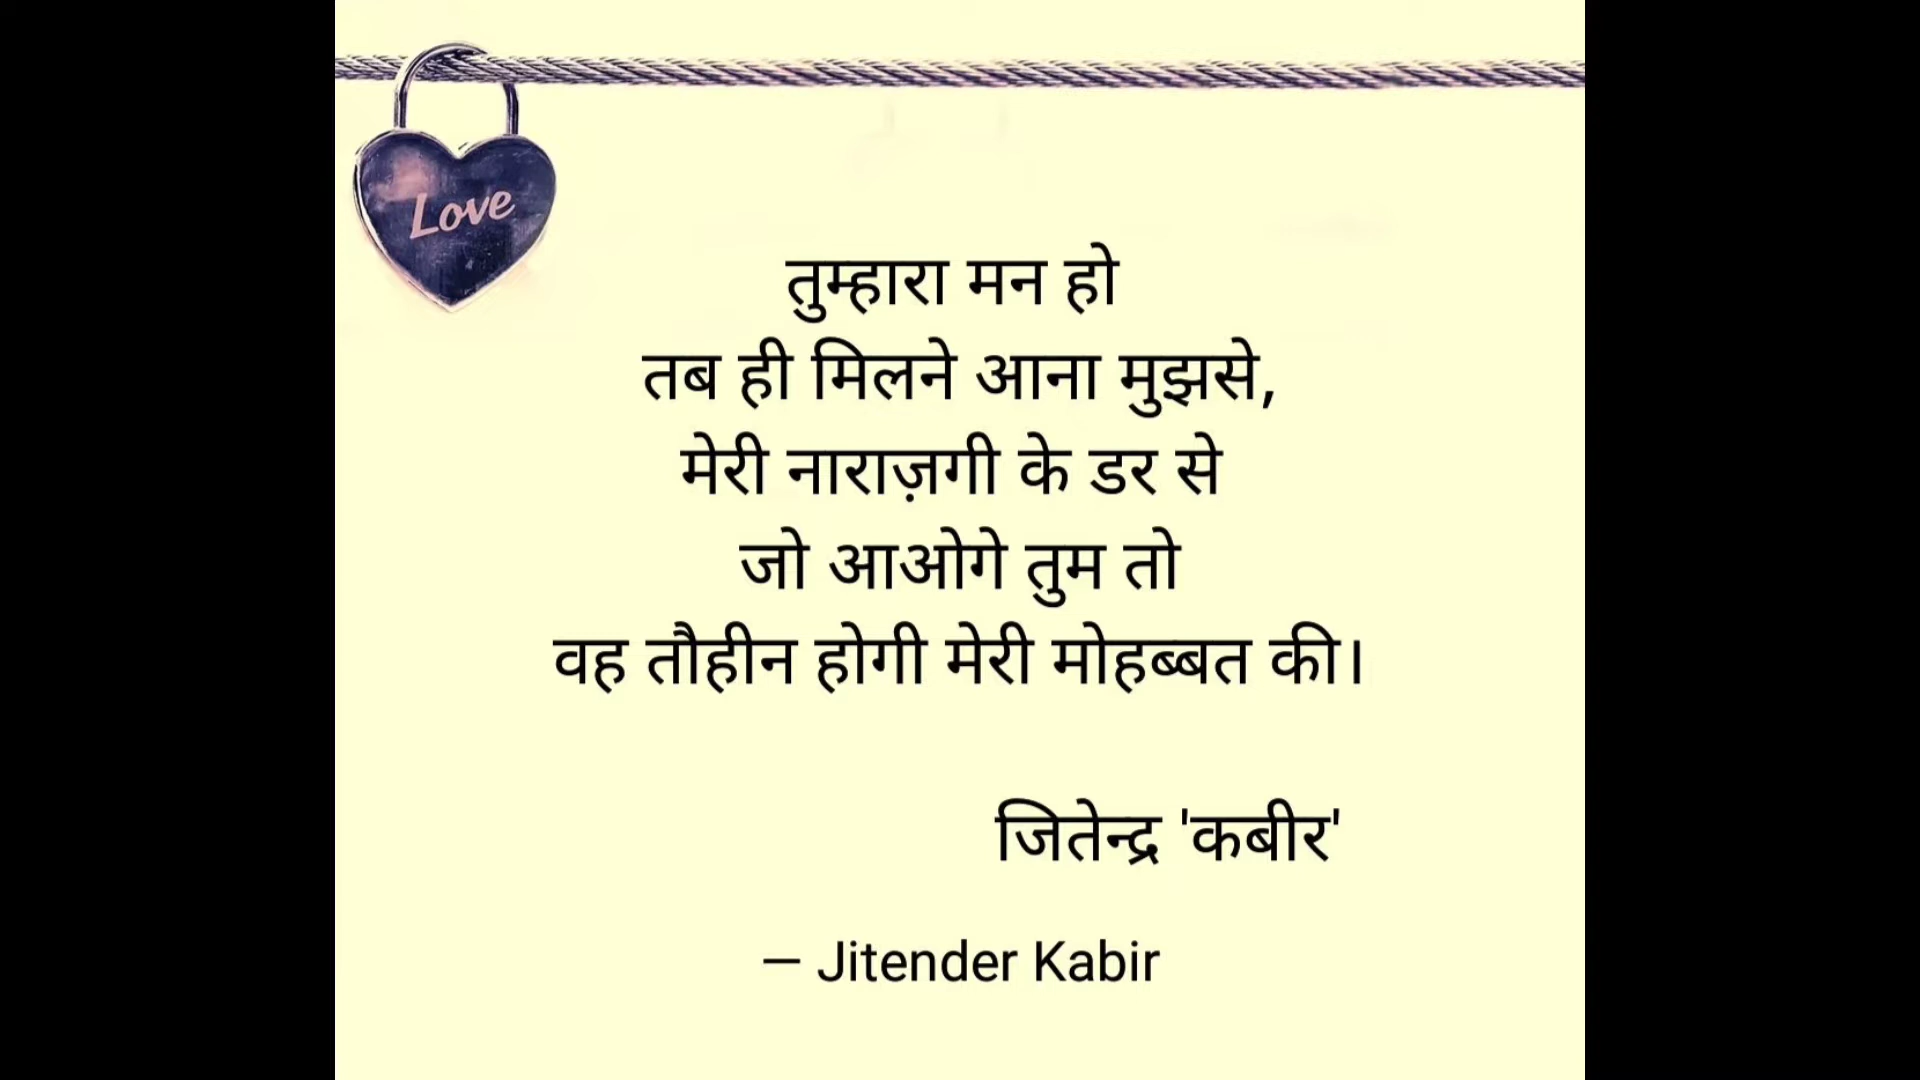 Love
तुम्हारा मन हो
तब ही मिलने आना मुझसे,
मेरी नाराज़गी के डर से
जो आओगे तुम तो
वह तौहीन होगी मेरी मोहब्बत की।
जितेन्द्र 'कबीर'
— Jitender Kabir